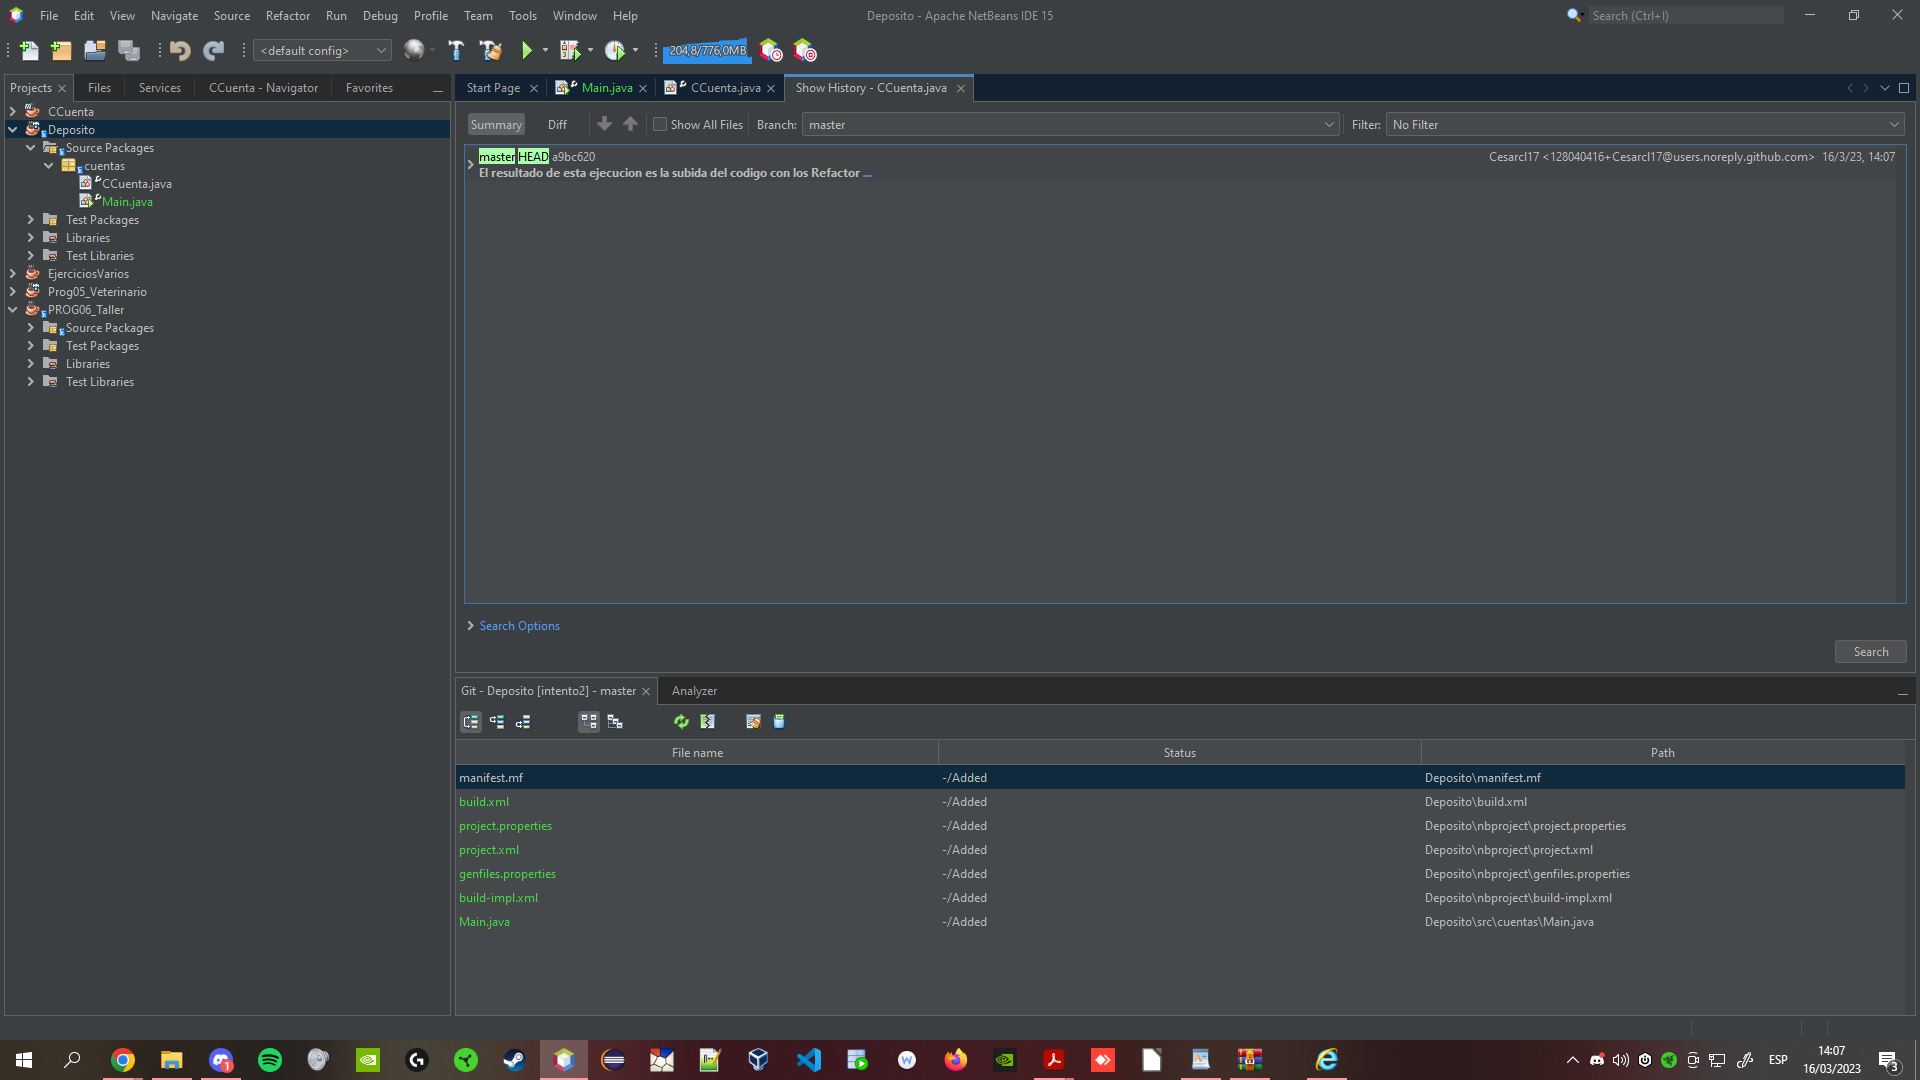 File Edit View Navigate Source Refactor Run Debug Profile Team Tools Window Help
Deposito - Apache NetBeans IDE 15
Search (Ctrl+I)
<default config>
204,8/776,0MB
Projects
Files
Services
CCuenta - Navigator
Favorites
CCuenta
Deposito
Source Packages
cuentas
CCuenta.java
Main.java
Test Packages
Libraries
Test Libraries
EjerciciosVarios
Prog05_Veterinario
PROG06_Taller
Source Packages
Test Packages
Libraries
Test Libraries
Start Page
Main.java
CCuenta.java
Show History - CCuenta.java
Summary
Diff
Show All Files
Branch: master
Filter: No Filter
master HEAD a9bc620
Cesarcl17 <128040416+Cesarcl17@users.noreply.github.com> 16/3/23, 14:07
El resultado de esta ejecucion es la subida del codigo con los Refactor ...
Search Options
Search
Git - Deposito [intento2] - master
Analyzer
File name Status Path
manifest.mf -/Added Deposito\manifest.mf
build.xml -/Added Deposito\build.xml
project.properties -/Added Deposito\nbproject\project.properties
project.xml -/Added Deposito\nbproject\project.xml
genfiles.properties -/Added Deposito\nbproject\genfiles.properties
build-impl.xml -/Added Deposito\nbproject\build-impl.xml
Main.java -/Added Deposito\src\cuentas\Main.java
ESP
14:07
16/03/2023
3